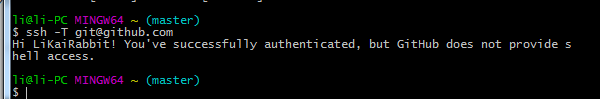 li@li-PC MINGW64 ~ (master)
$ ssh -T git@github.com
Hi LiKaiRabbit! You've successfully authenticated, but GitHub does not provide s
hell access.
li@li-PC MINGW64 ~ (master)
$